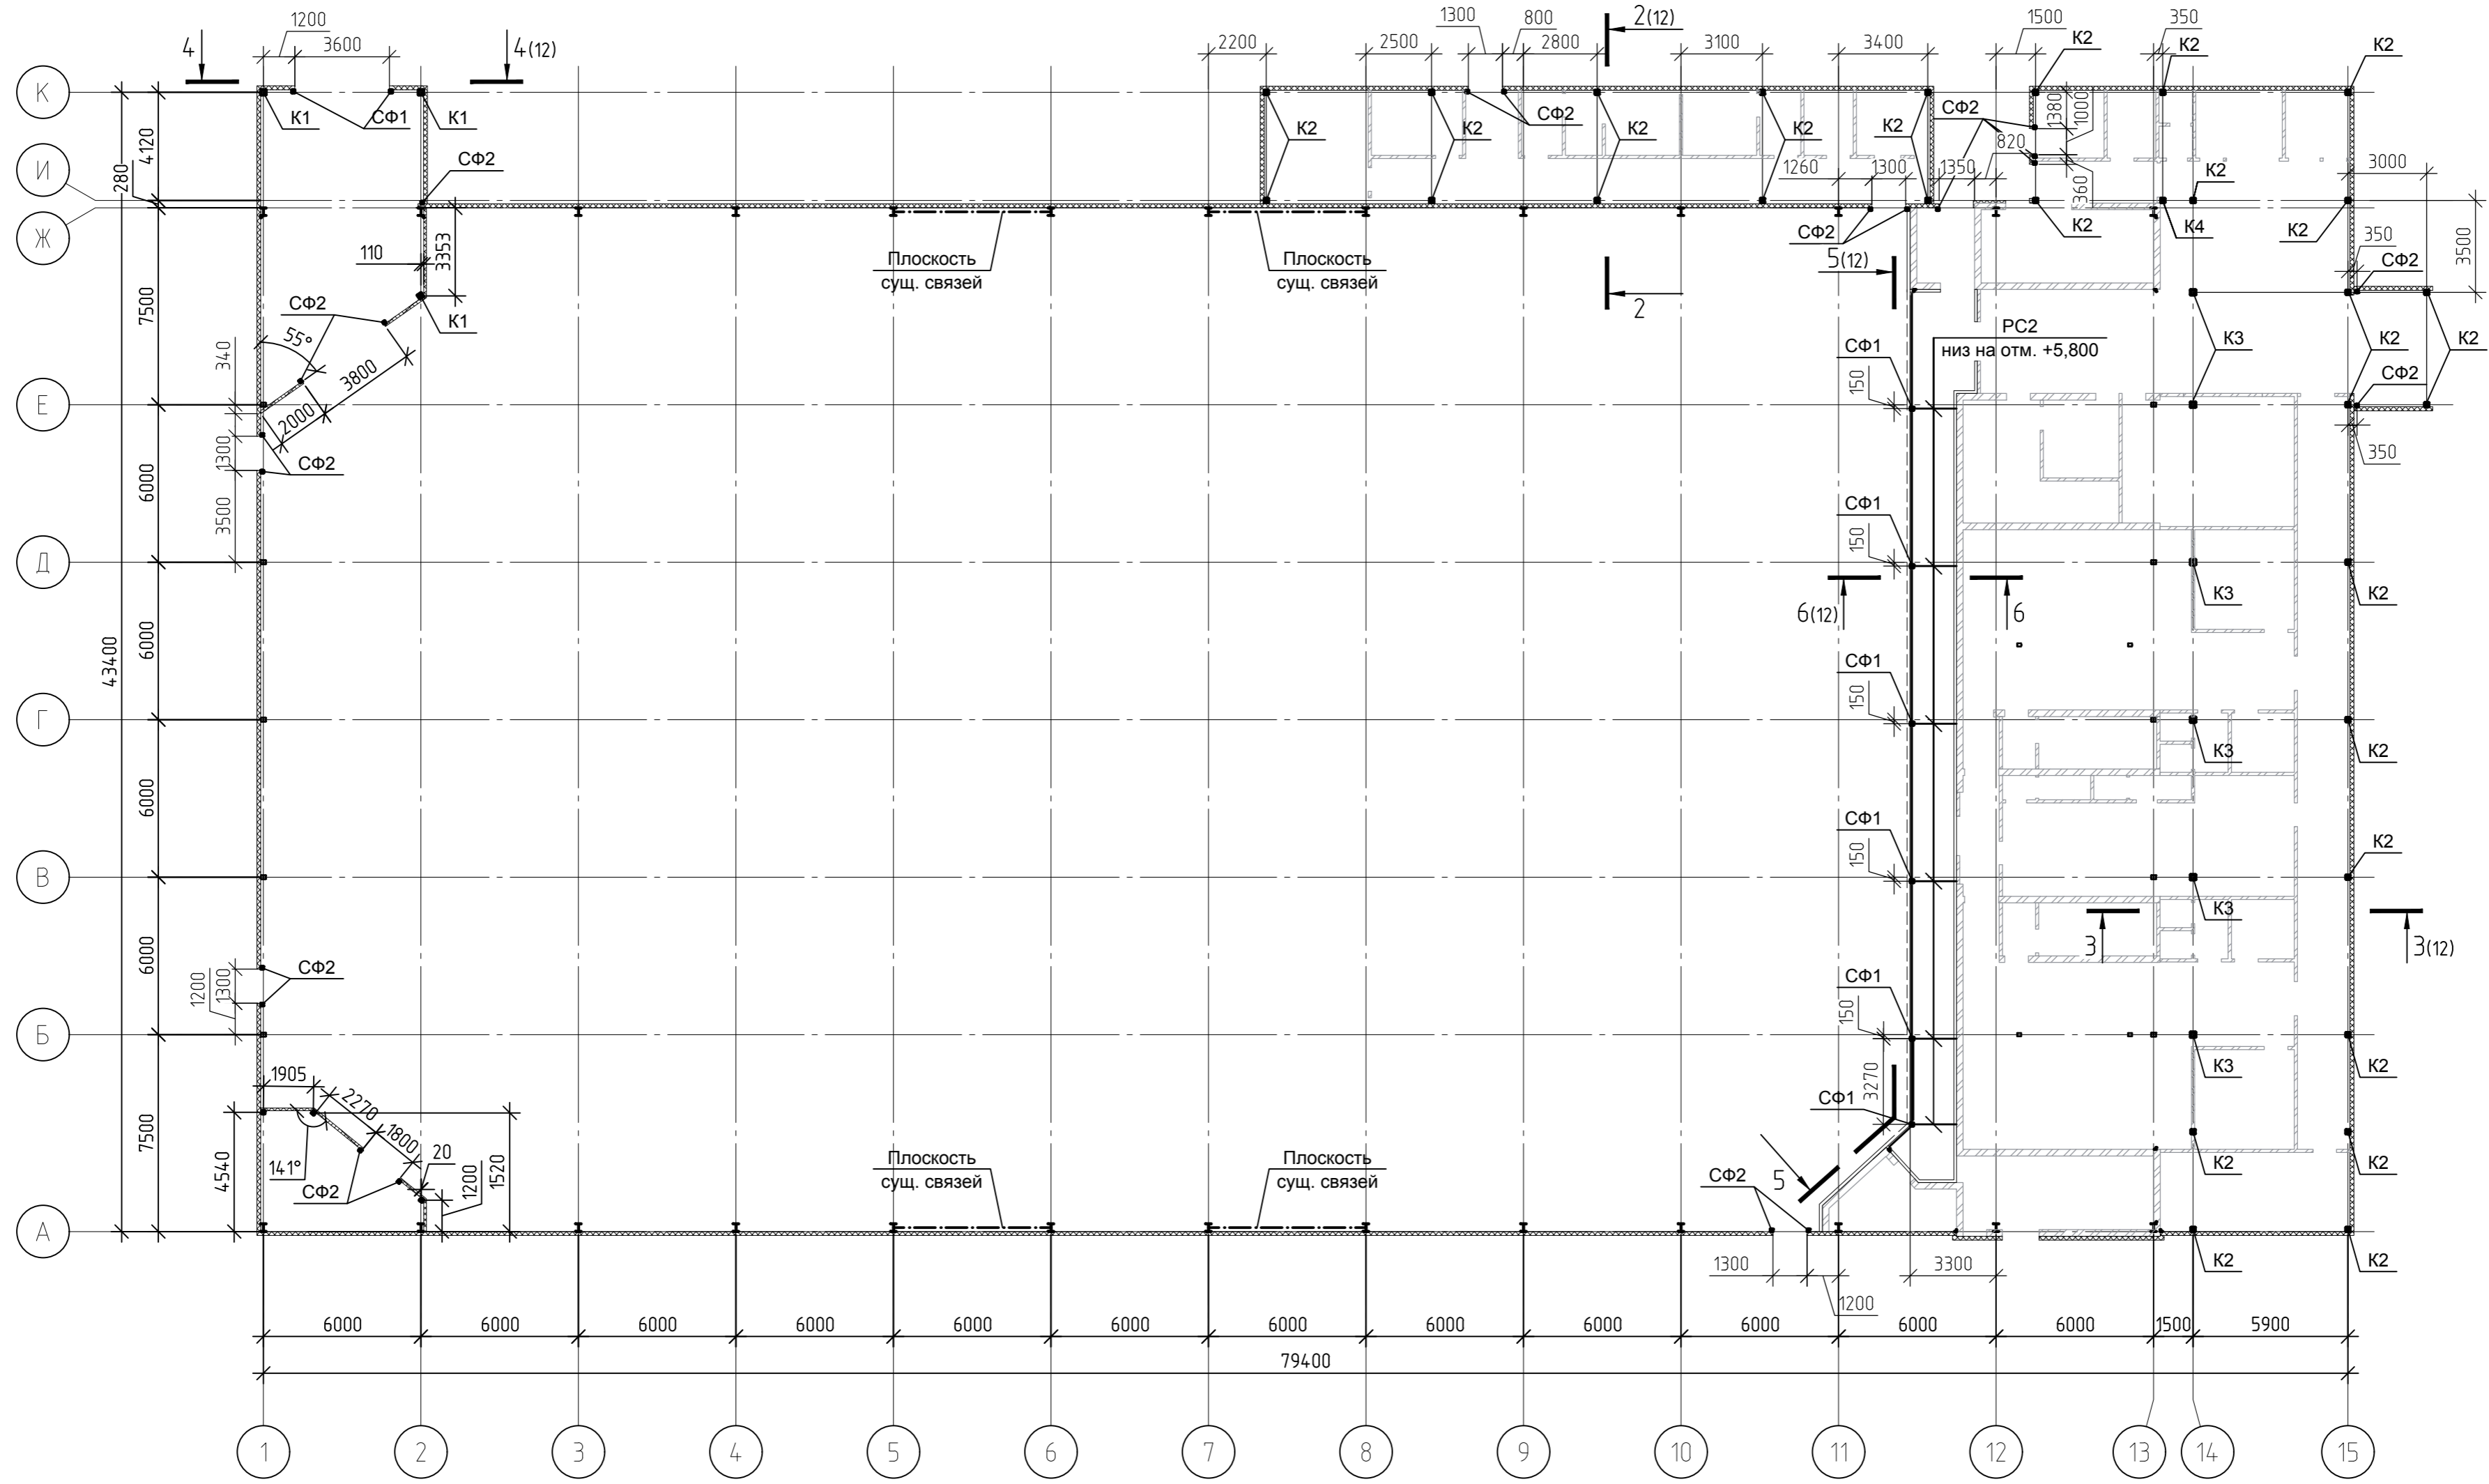 1200
3600
4
4(12)
2200
2500
1300
800
2800
2(12)
3100
3400
1500
350
К2
К2
К2
К
К1
СФ1
К1
К2
К2
СФ2
К2
К2
К2
СФ2
1380
1000
820
4120
СФ2
1260
1300
1350
360
3000
И
280
К2
Ж
110
3353
Плоскость
сущ. связей
Плоскость
сущ. связей
СФ2
5(12)
К2
К4
К2
350
СФ2
3500
7500
СФ2
К1
2
55°
340
3800
СФ1
РС2
низ на отм. +5,800
К3
К2
К2
150
СФ2
Е
2000
1300
СФ2
350
6000
3500
СФ1
150
Д
6(12)
6
К3
К2
43400
6000
СФ1
150
Г
К3
К2
6000
СФ1
150
К2
В
К3
3
3(12)
6000
СФ2
1200
1300
СФ1
150
Б
1905
2270
1800
3270
К3
К2
СФ1
7500
4540
141°
20
1200
1520
СФ2
Плоскость
сущ. связей
Плоскость
сущ. связей
5
СФ2
К2
К2
А
1300
1200
3300
К2
К2
6000
6000
6000
6000
6000
6000
6000
6000
6000
6000
6000
6000
1500
5900
79400
1
2
3
4
5
6
7
8
9
10
11
12
13
14
15